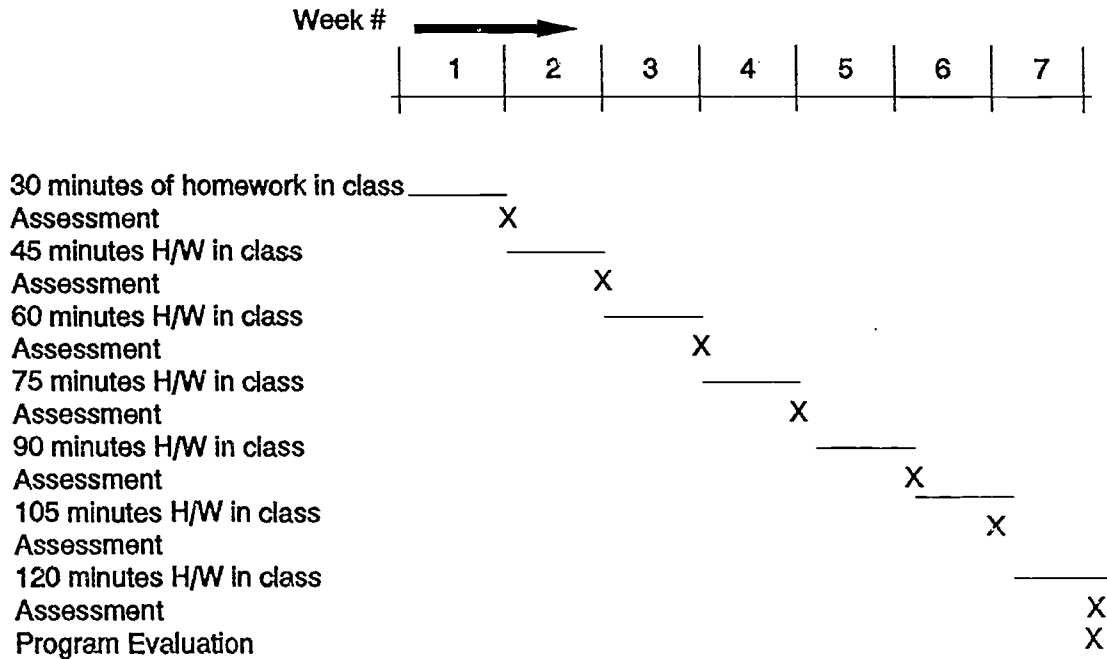 Week #
1 2 3 4 5 6 7
30 minutes of homework in class
Assessment X
45 minutes H/W in class
Assessment X
60 minutes H/W in class
Assessment X
75 minutes H/W in class
Assessment X
90 minutes H/W in class
Assessment X
105 minutes H/W in class X
Assessment
120 minutes H/W in class
Assessment X
Program Evaluation X